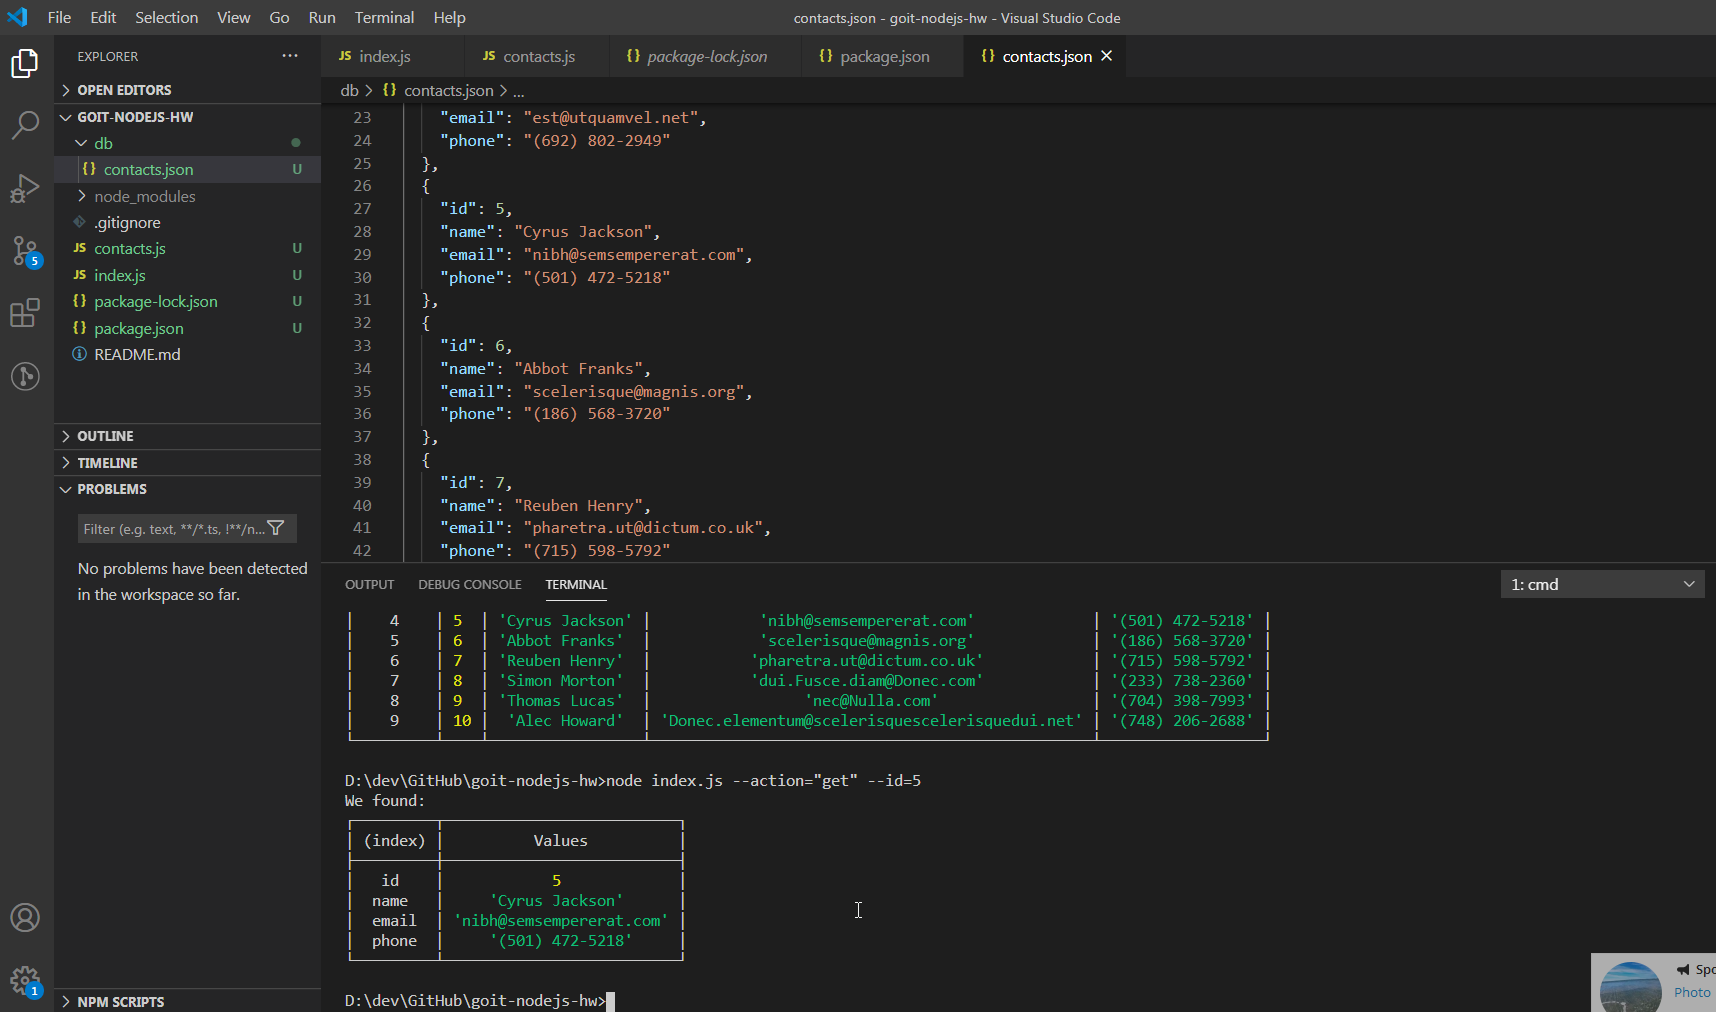 File Edit Selection View Go Run Terminal Help
contacts.json - goit-nodejs-hw - Visual Studio Code
EXPLORER ···
OPEN EDITORS
GOIT-NODEJS-HW
db
{} contacts.json U
node_modules
.gitignore
JS contacts.js U
JS index.js U
{} package-lock.json U
{} package.json U
README.md
OUTLINE
TIMELINE
PROBLEMS
Filter (e.g. text, **/*.ts, !**/n...
No problems have been detected
in the workspace so far.
NPM SCRIPTS
5
1
JS index.js JS contacts.js {} package-lock.json {} package.json {} contacts.json
db > {} contacts.json > ...
23 "email": "est@utquamvel.net",
24 "phone": "(692) 802-2949"
25 },
26 {
27 "id": 5,
28 "name": "Cyrus Jackson",
29 "email": "nibh@semsempererat.com",
30 "phone": "(501) 472-5218"
31 },
32 {
33 "id": 6,
34 "name": "Abbot Franks",
35 "email": "scelerisque@magnis.org",
36 "phone": "(186) 568-3720"
37 },
38 {
39 "id": 7,
40 "name": "Reuben Henry",
41 "email": "pharetra.ut@dictum.co.uk",
42 "phone": "(715) 598-5792"
OUTPUT DEBUG CONSOLE TERMINAL 1: cmd
4 5 'Cyrus Jackson' 'nibh@semsempererat.com' '(501) 472-5218'
5 6 'Abbot Franks' 'scelerisque@magnis.org' '(186) 568-3720'
6 7 'Reuben Henry' 'pharetra.ut@dictum.co.uk' '(715) 598-5792'
7 8 'Simon Morton' 'dui.Fusce.diam@Donec.com' '(233) 738-2360'
8 9 'Thomas Lucas' 'nec@Nulla.com' '(704) 398-7993'
9 10 'Alec Howard' 'Donec.elementum@scelerisquescelerisquedui.net' '(748) 206-2688'
D:\dev\GitHub\goit-nodejs-hw>node index.js --action="get" --id=5
We found:
(index) Values
id 5
name 'Cyrus Jackson'
email 'nibh@semsempererat.com'
phone '(501) 472-5218'
D:\dev\GitHub\goit-nodejs-hw>
Spo
Photo